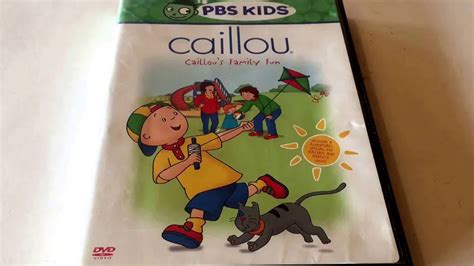 PBS KIDS
caillou
Caillou's Family Fun
DVD
VIDEO